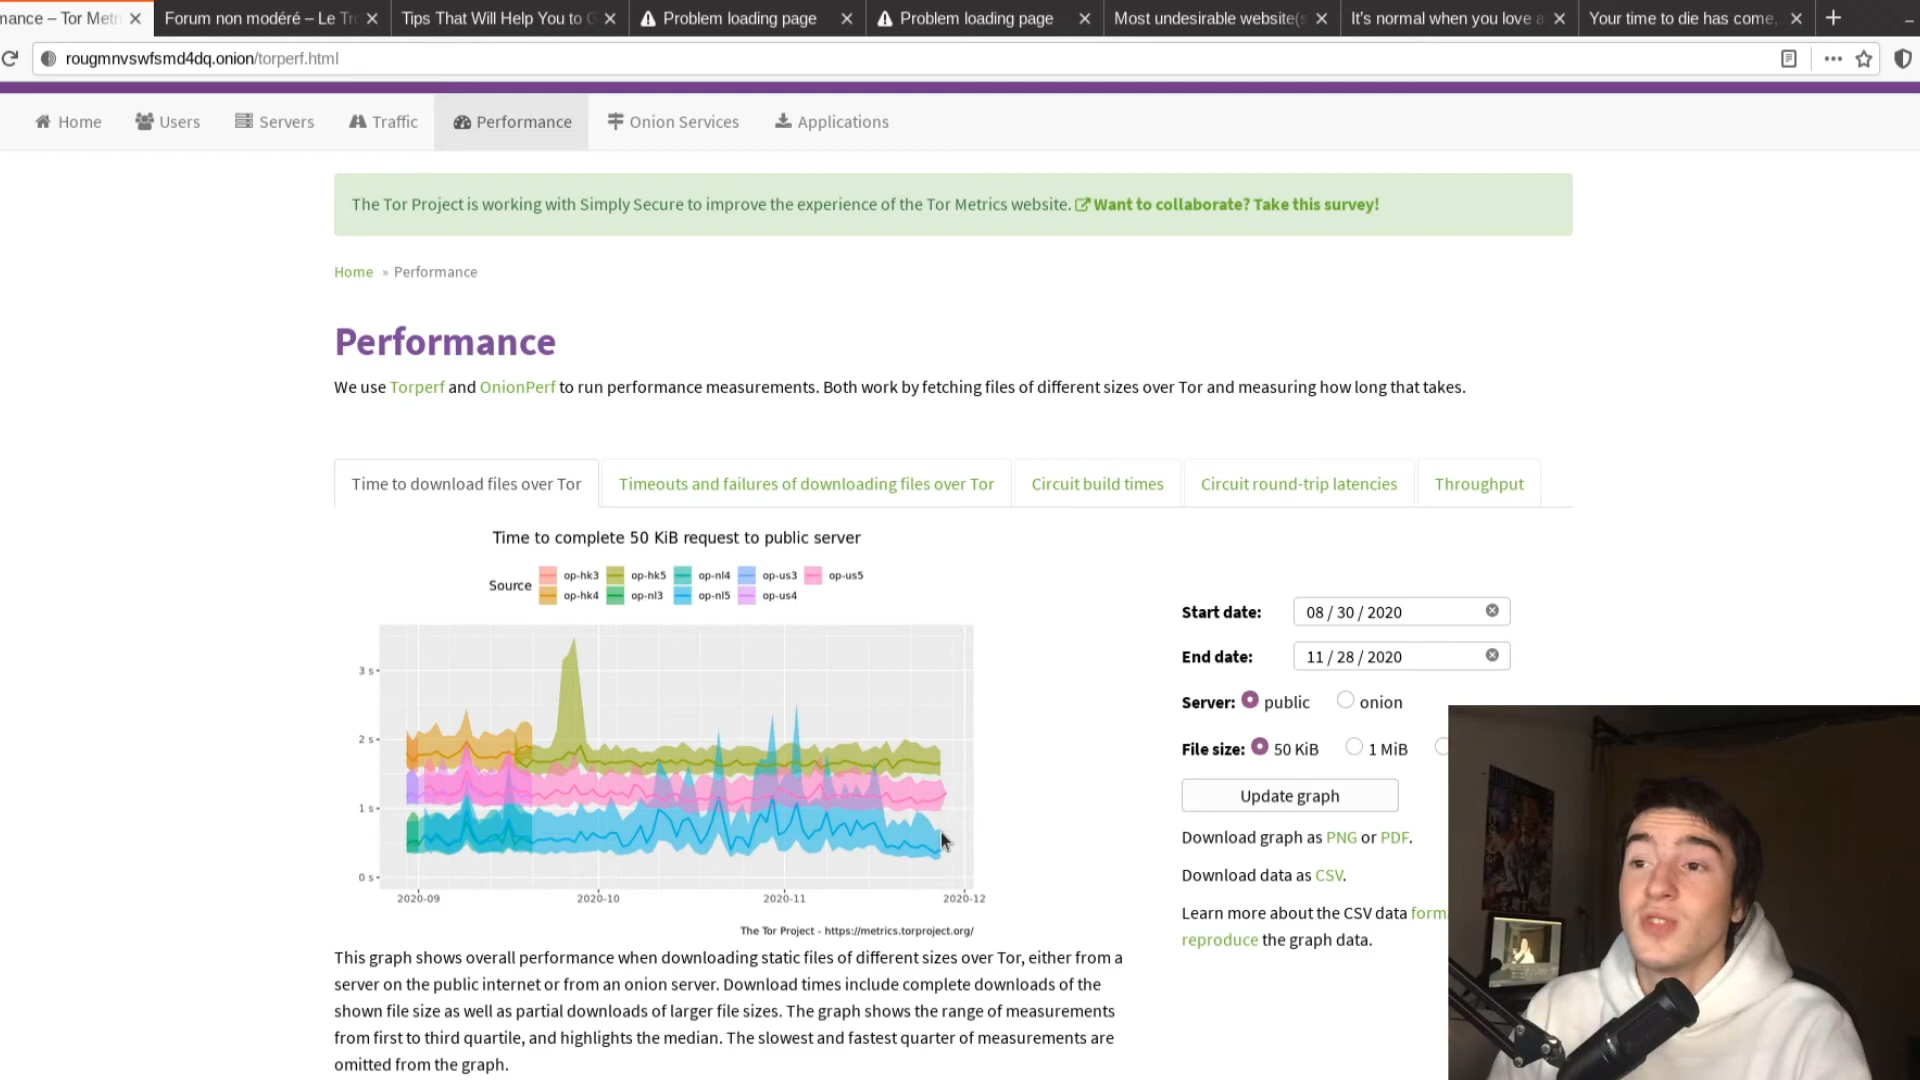 mance – Tor Met
Forum non modéré – Le Tr
Tips That Will Help You to G
Problem loading page
Problem loading page
Most undesirable website(s
It's normal when you love a
Your time to die has come,
rougmnvswfsmd4dq.onion/torperf.html
Home
Users
Servers
Traffic
Performance
Onion Services
Applications
The Tor Project is working with Simply Secure to improve the experience of the Tor Metrics website. Want to collaborate? Take this survey!
Home » Performance
Performance
We use Torperf and OnionPerf to run performance measurements. Both work by fetching files of different sizes over Tor and measuring how long that takes.
Time to download files over Tor
Timeouts and failures of downloading files over Tor
Circuit build times
Circuit round-trip latencies
Throughput
Time to complete 50 KiB request to public server
Source
op-hk3 op-hk5 op-nl4 op-us3 op-us5
op-hk4 op-nl3 op-nl5 op-us4
3 s
2 s
1 s
0 s
2020-09 2020-10 2020-11 2020-12
The Tor Project - https://metrics.torproject.org/
Start date: 08 / 30 / 2020
End date: 11 / 28 / 2020
Server: public onion
File size: 50 KiB 1 MiB
Update graph
Download graph as PNG or PDF.
Download data as CSV.
Learn more about the CSV data form
reproduce the graph data.
This graph shows overall performance when downloading static files of different sizes over Tor, either from a
server on the public internet or from an onion server. Download times include complete downloads of the
shown file size as well as partial downloads of larger file sizes. The graph shows the range of measurements
from first to third quartile, and highlights the median. The slowest and fastest quarter of measurements are
omitted from the graph.